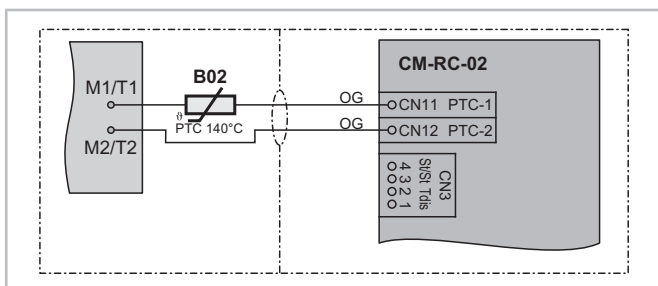 CM-RC-02
B02
M1/T1
OG
CN11 PTC-1
ϑ
PTC 140°C
OG
CN12 PTC-2
M2/T2
CN3
St/St Tdis
4 3 2 1